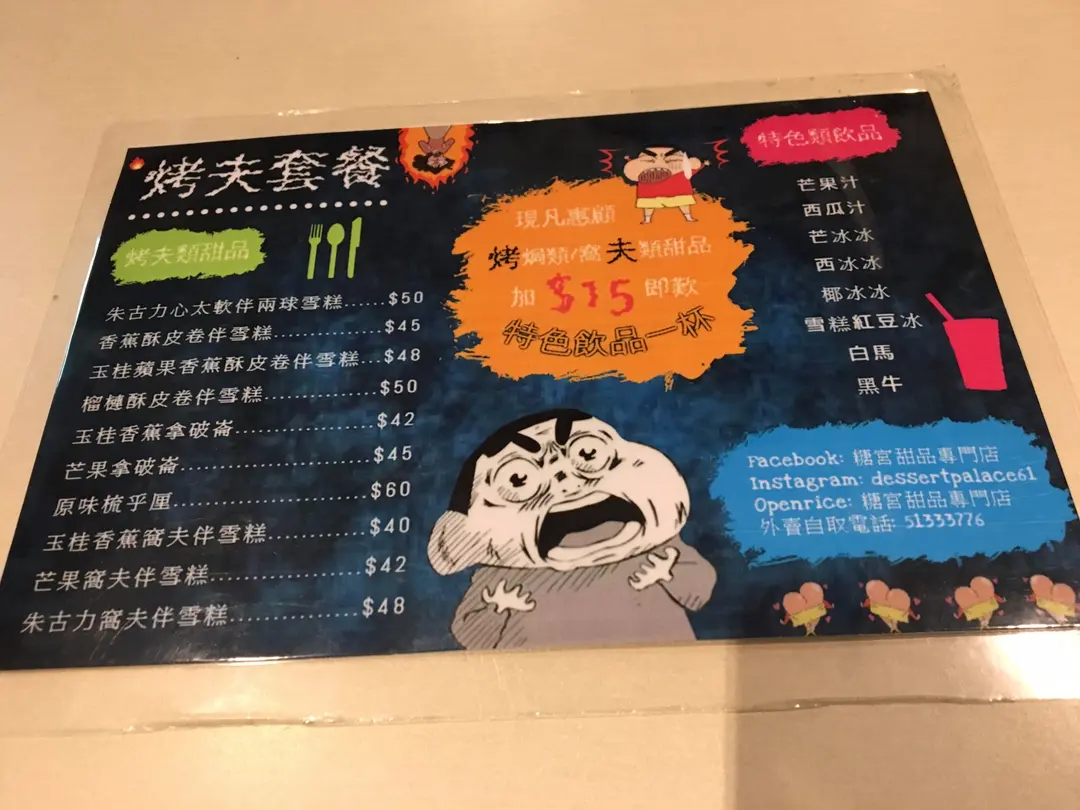 烤夫套餐
烤夫類甜品
朱古力心太軟伴兩球雪糕......$50
香蕉酥皮卷伴雪糕...............$45
玉桂蘋果香蕉酥皮卷伴雪糕...$48
榴槤酥皮卷伴雪糕...............$50
玉桂香蕉拿破崙..................$42
芒果拿破崙........................$45
原味梳乎厘........................$60
玉桂香蕉窩夫伴雪糕............$40
芒果窩夫伴雪糕..................$42
朱古力窩夫伴雪糕...............$48
現凡惠顧
烤焗類/窩夫類甜品
加 $15 即歎
特色飲品一杯
特色類飲品
芒果汁
西瓜汁
芒冰冰
西冰冰
椰冰冰
雪糕紅豆冰
白馬
黑牛
Facebook: 糖宮甜品專門店
Instagram: dessertpalace61
Openrice: 糖宮甜品專門店
外賣自取電話: 51333776